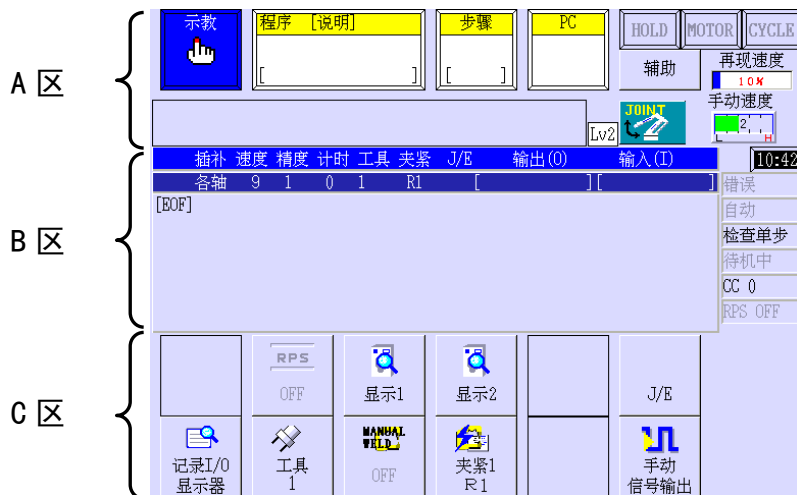 A区
示教
程序 [说明]
[ ]
步骤
[ ]
PC
HOLD MOTOR CYCLE
辅助
再现速度
10%
手动速度
JOINT
Lv2
2
L H
B区
插补 速度 精度 计时 工具 夹紧 J/E 输出(O) 输入(I)
10:42
各轴 9 1 0 1 R1 [ ][ ]
[EOF]
错误
自动
检查单步
待机中
CC 0
RPS OFF
C区
RPS
OFF
显示1
显示2
J/E
记录I/O
显示器
工具
1
MANUAL
WELD
OFF
夹紧1
R1
手动
信号输出